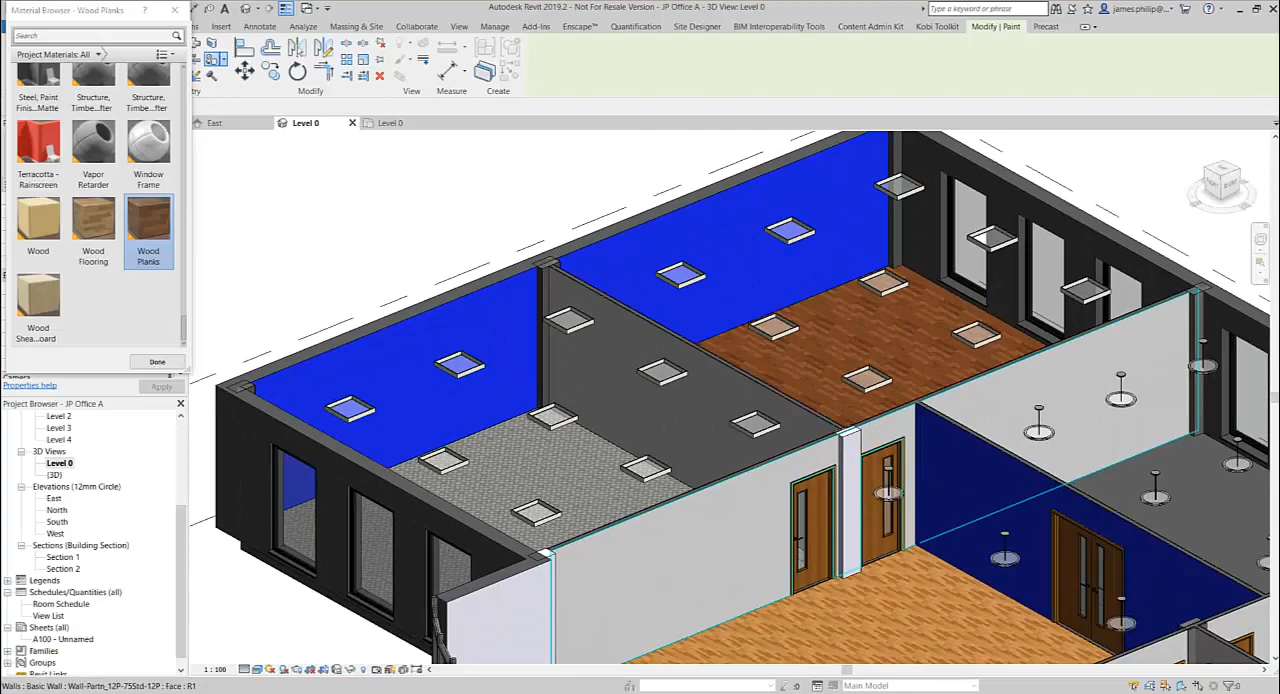 Material Browser - Wood Planks
?
Autodesk Revit 2019.2 - Not For Resale Version - JP Office A - 3D View: Level 0
Type a keyword or phrase
james.philip@...
Insert Annotate Analyze Massing & Site Collaborate View Manage Add-Ins Enscape™ Quantification Site Designer BIM Interoperability Tools Content Admin Kit Kobi Toolkit Modify | Paint Precast
Search
Project Materials: All
Modify View Measure Create
Steel, Paint Finis...Matte
Structure, Timbe...fter
Structure, Timbe...fter
East
Level 0
Level 0
Terracotta - Rainscreen
Vapor Retarder
Window Frame
Wood
Wood Flooring
Wood Planks
Wood Shea...oard
Done
Camera
Properties help
Apply
Project Browser - JP Office A
Level 2
Level 3
Level 4
3D Views
Level 0
{3D}
Elevations (12mm Circle)
East
North
South
West
Sections (Building Section)
Section 1
Section 2
Legends
Schedules/Quantities (all)
Room Schedule
View List
Sheets (all)
A100 - Unnamed
Families
Groups
Revit Links
1 : 100
Walls : Basic Wall : Wall-Partn_12P-75Std-12P : Face : R1
:0
Main Model
:0